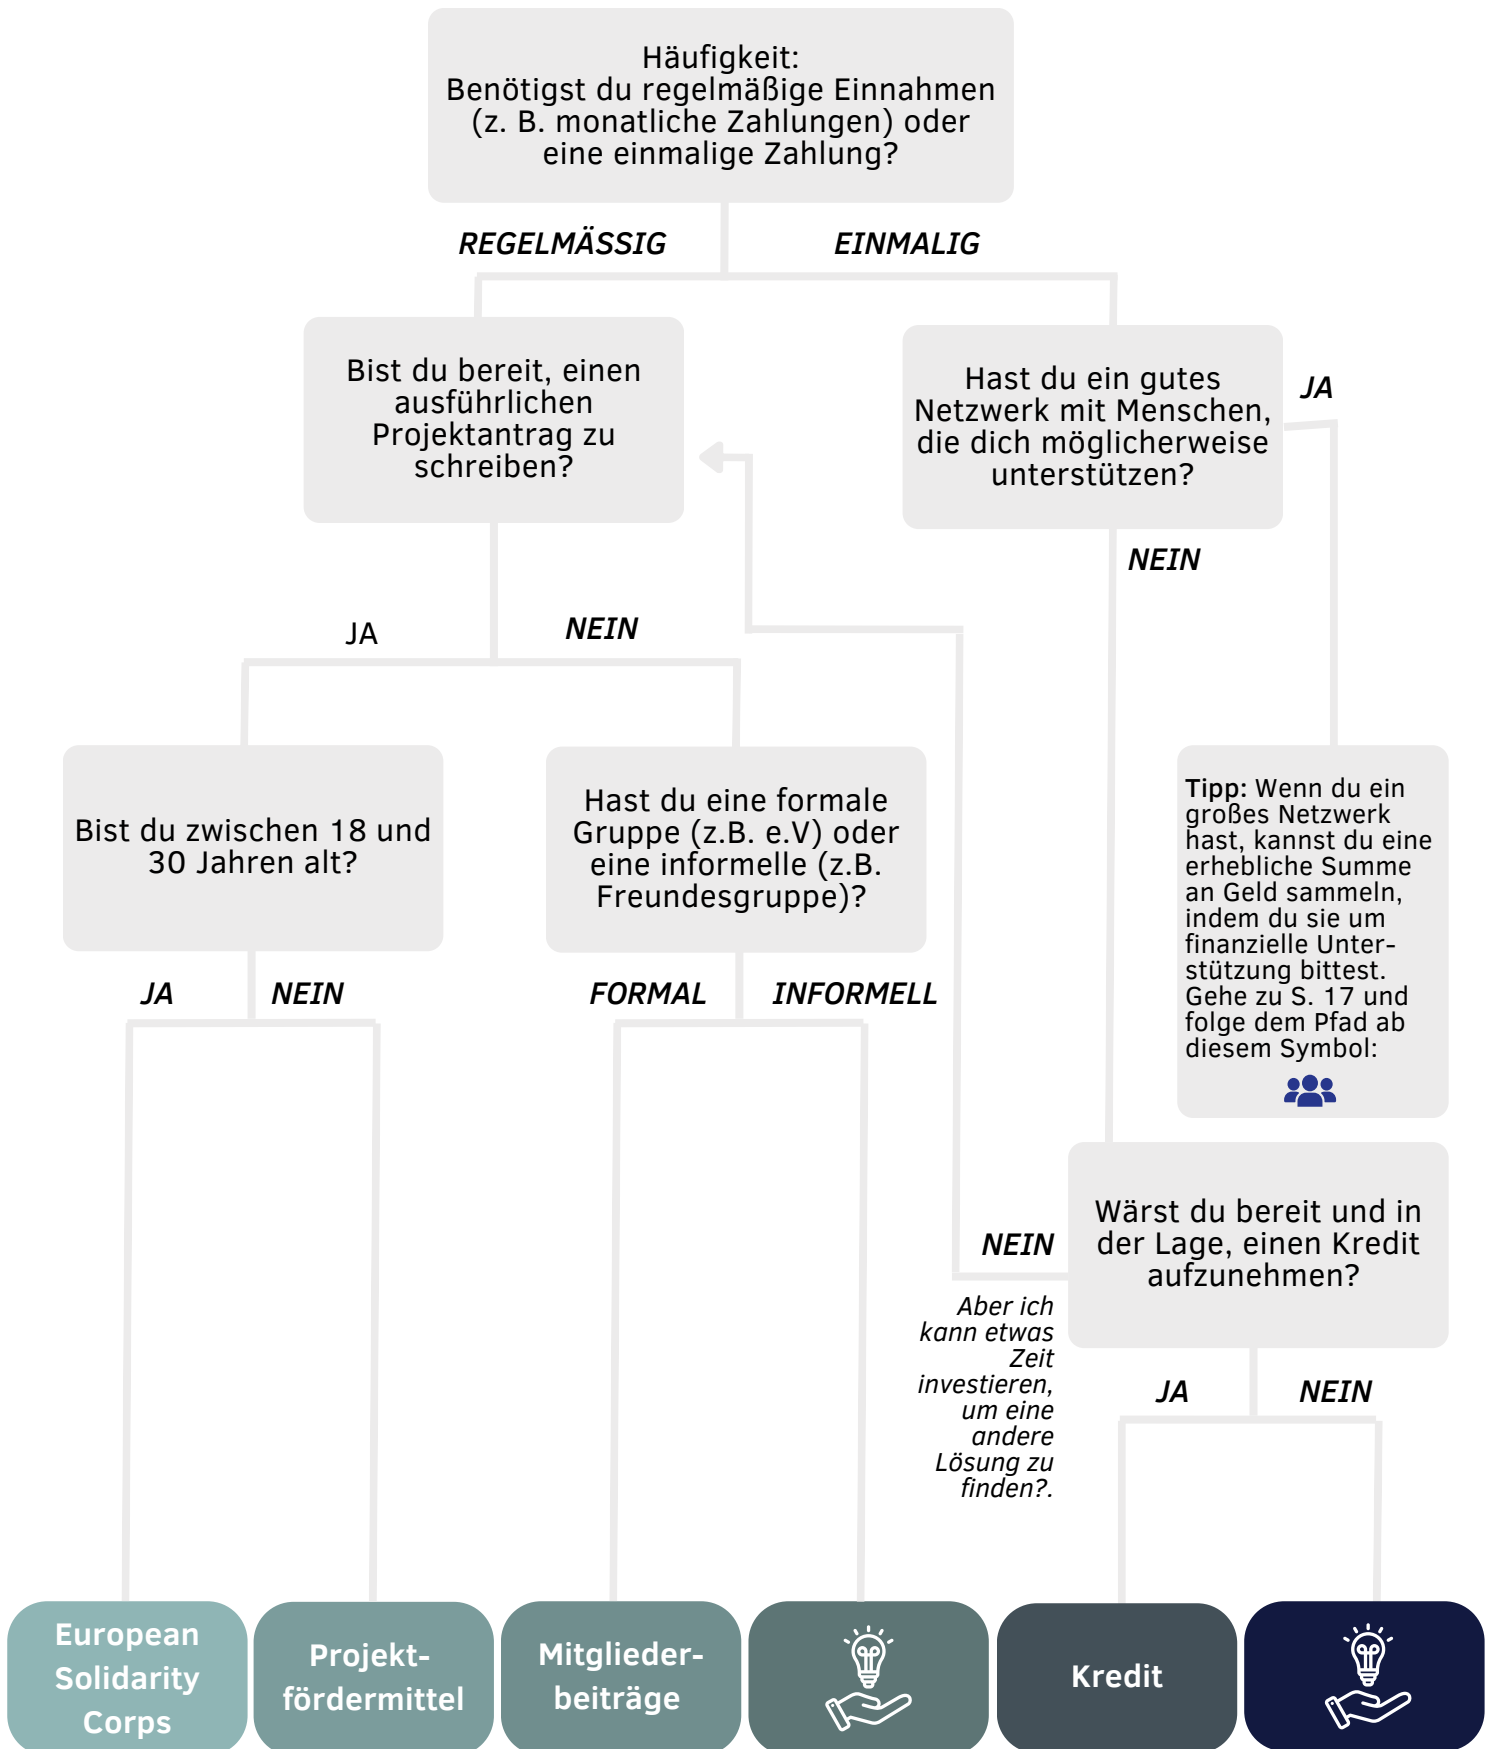 Häufigkeit:
Benötigst du regelmäßige Einnahmen
(z. B. monatliche Zahlungen) oder
eine einmalige Zahlung?
REGELMÄSSIG
EINMALIG
Bist du bereit, einen
ausführlichen
Projektantrag zu
schreiben?
Hast du ein gutes
Netzwerk mit Menschen,
die dich möglicherweise
unterstützen?
JA
NEIN
JA
NEIN
Bist du zwischen 18 und
30 Jahren alt?
Hast du eine formale
Gruppe (z.B. e.V) oder
eine informelle (z.B.
Freundesgruppe)?
Tipp: Wenn du ein
großes Netzwerk
hast, kannst du eine
erhebliche Summe
an Geld sammeln,
indem du sie um
finanzielle Unter-
stützung bittest.
Gehe zu S. 17 und
folge dem Pfad ab
diesem Symbol:
JA
NEIN
FORMAL
INFORMELL
Wärst du bereit und in
der Lage, einen Kredit
aufzunehmen?
NEIN
Aber ich
kann etwas
Zeit
investieren,
um eine
andere
Lösung zu
finden?.
JA
NEIN
European
Solidarity
Corps
Projekt-
fördermittel
Mitglieder-
beiträge
Kredit